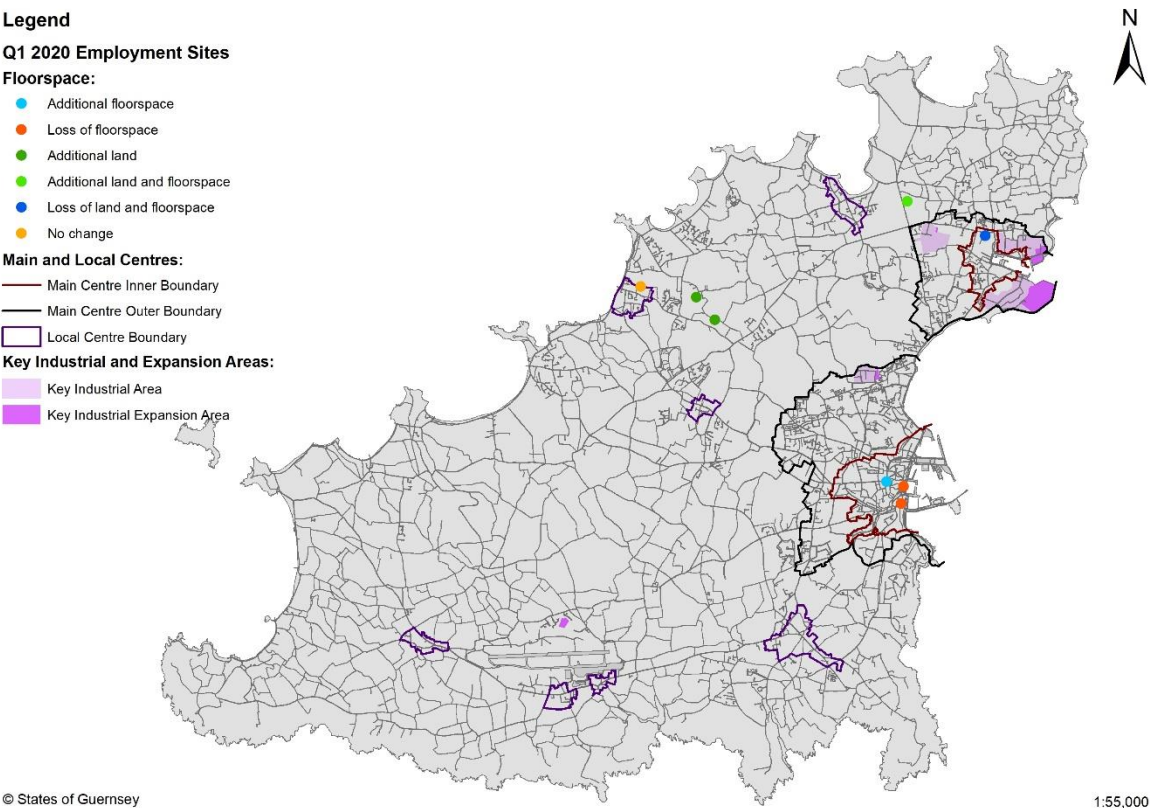 Legend
Q1 2020 Employment Sites
Floorspace:
Additional floorspace
Loss of floorspace
Additional land
Additional land and floorspace
Loss of land and floorspace
No change
Main and Local Centres:
Main Centre Inner Boundary
Main Centre Outer Boundary
Local Centre Boundary
Key Industrial and Expansion Areas:
Key Industrial Area
Key Industrial Expansion Area
N
© States of Guernsey
1:55,000